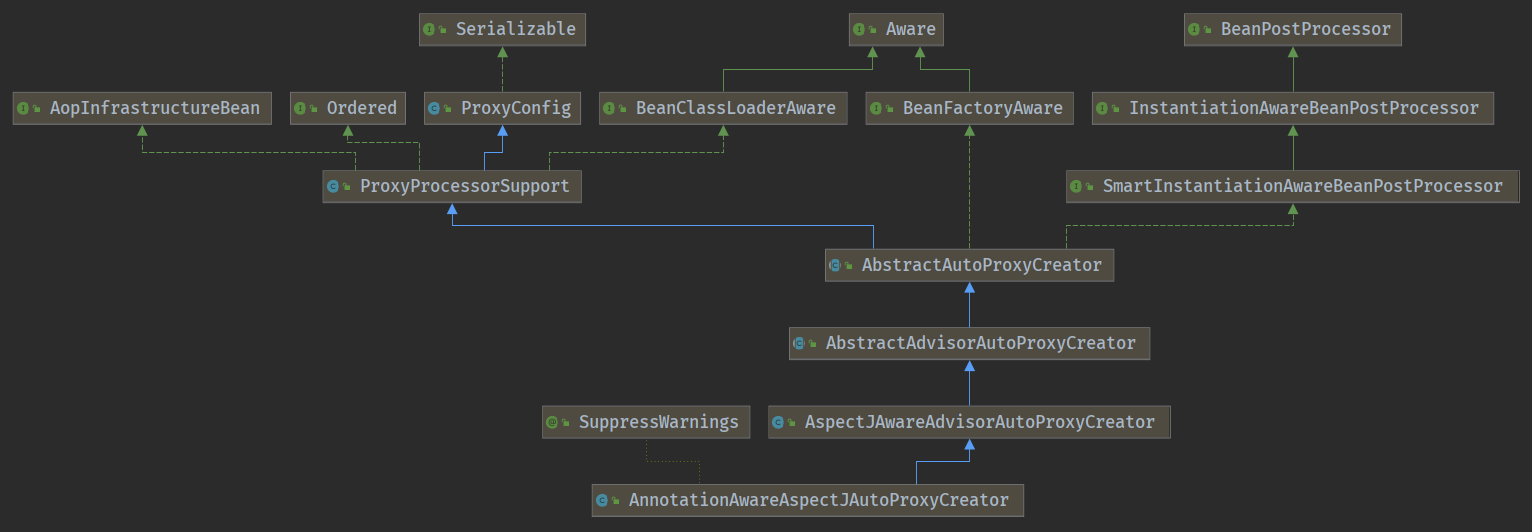 Serializable
Aware
BeanPostProcessor
AopInfrastructureBean
Ordered
ProxyConfig
BeanClassLoaderAware
BeanFactoryAware
InstantiationAwareBeanPostProcessor
ProxyProcessorSupport
SmartInstantiationAwareBeanPostProcessor
AbstractAutoProxyCreator
AbstractAdvisorAutoProxyCreator
SuppressWarnings
AspectJAwareAdvisorAutoProxyCreator
AnnotationAwareAspectJAutoProxyCreator